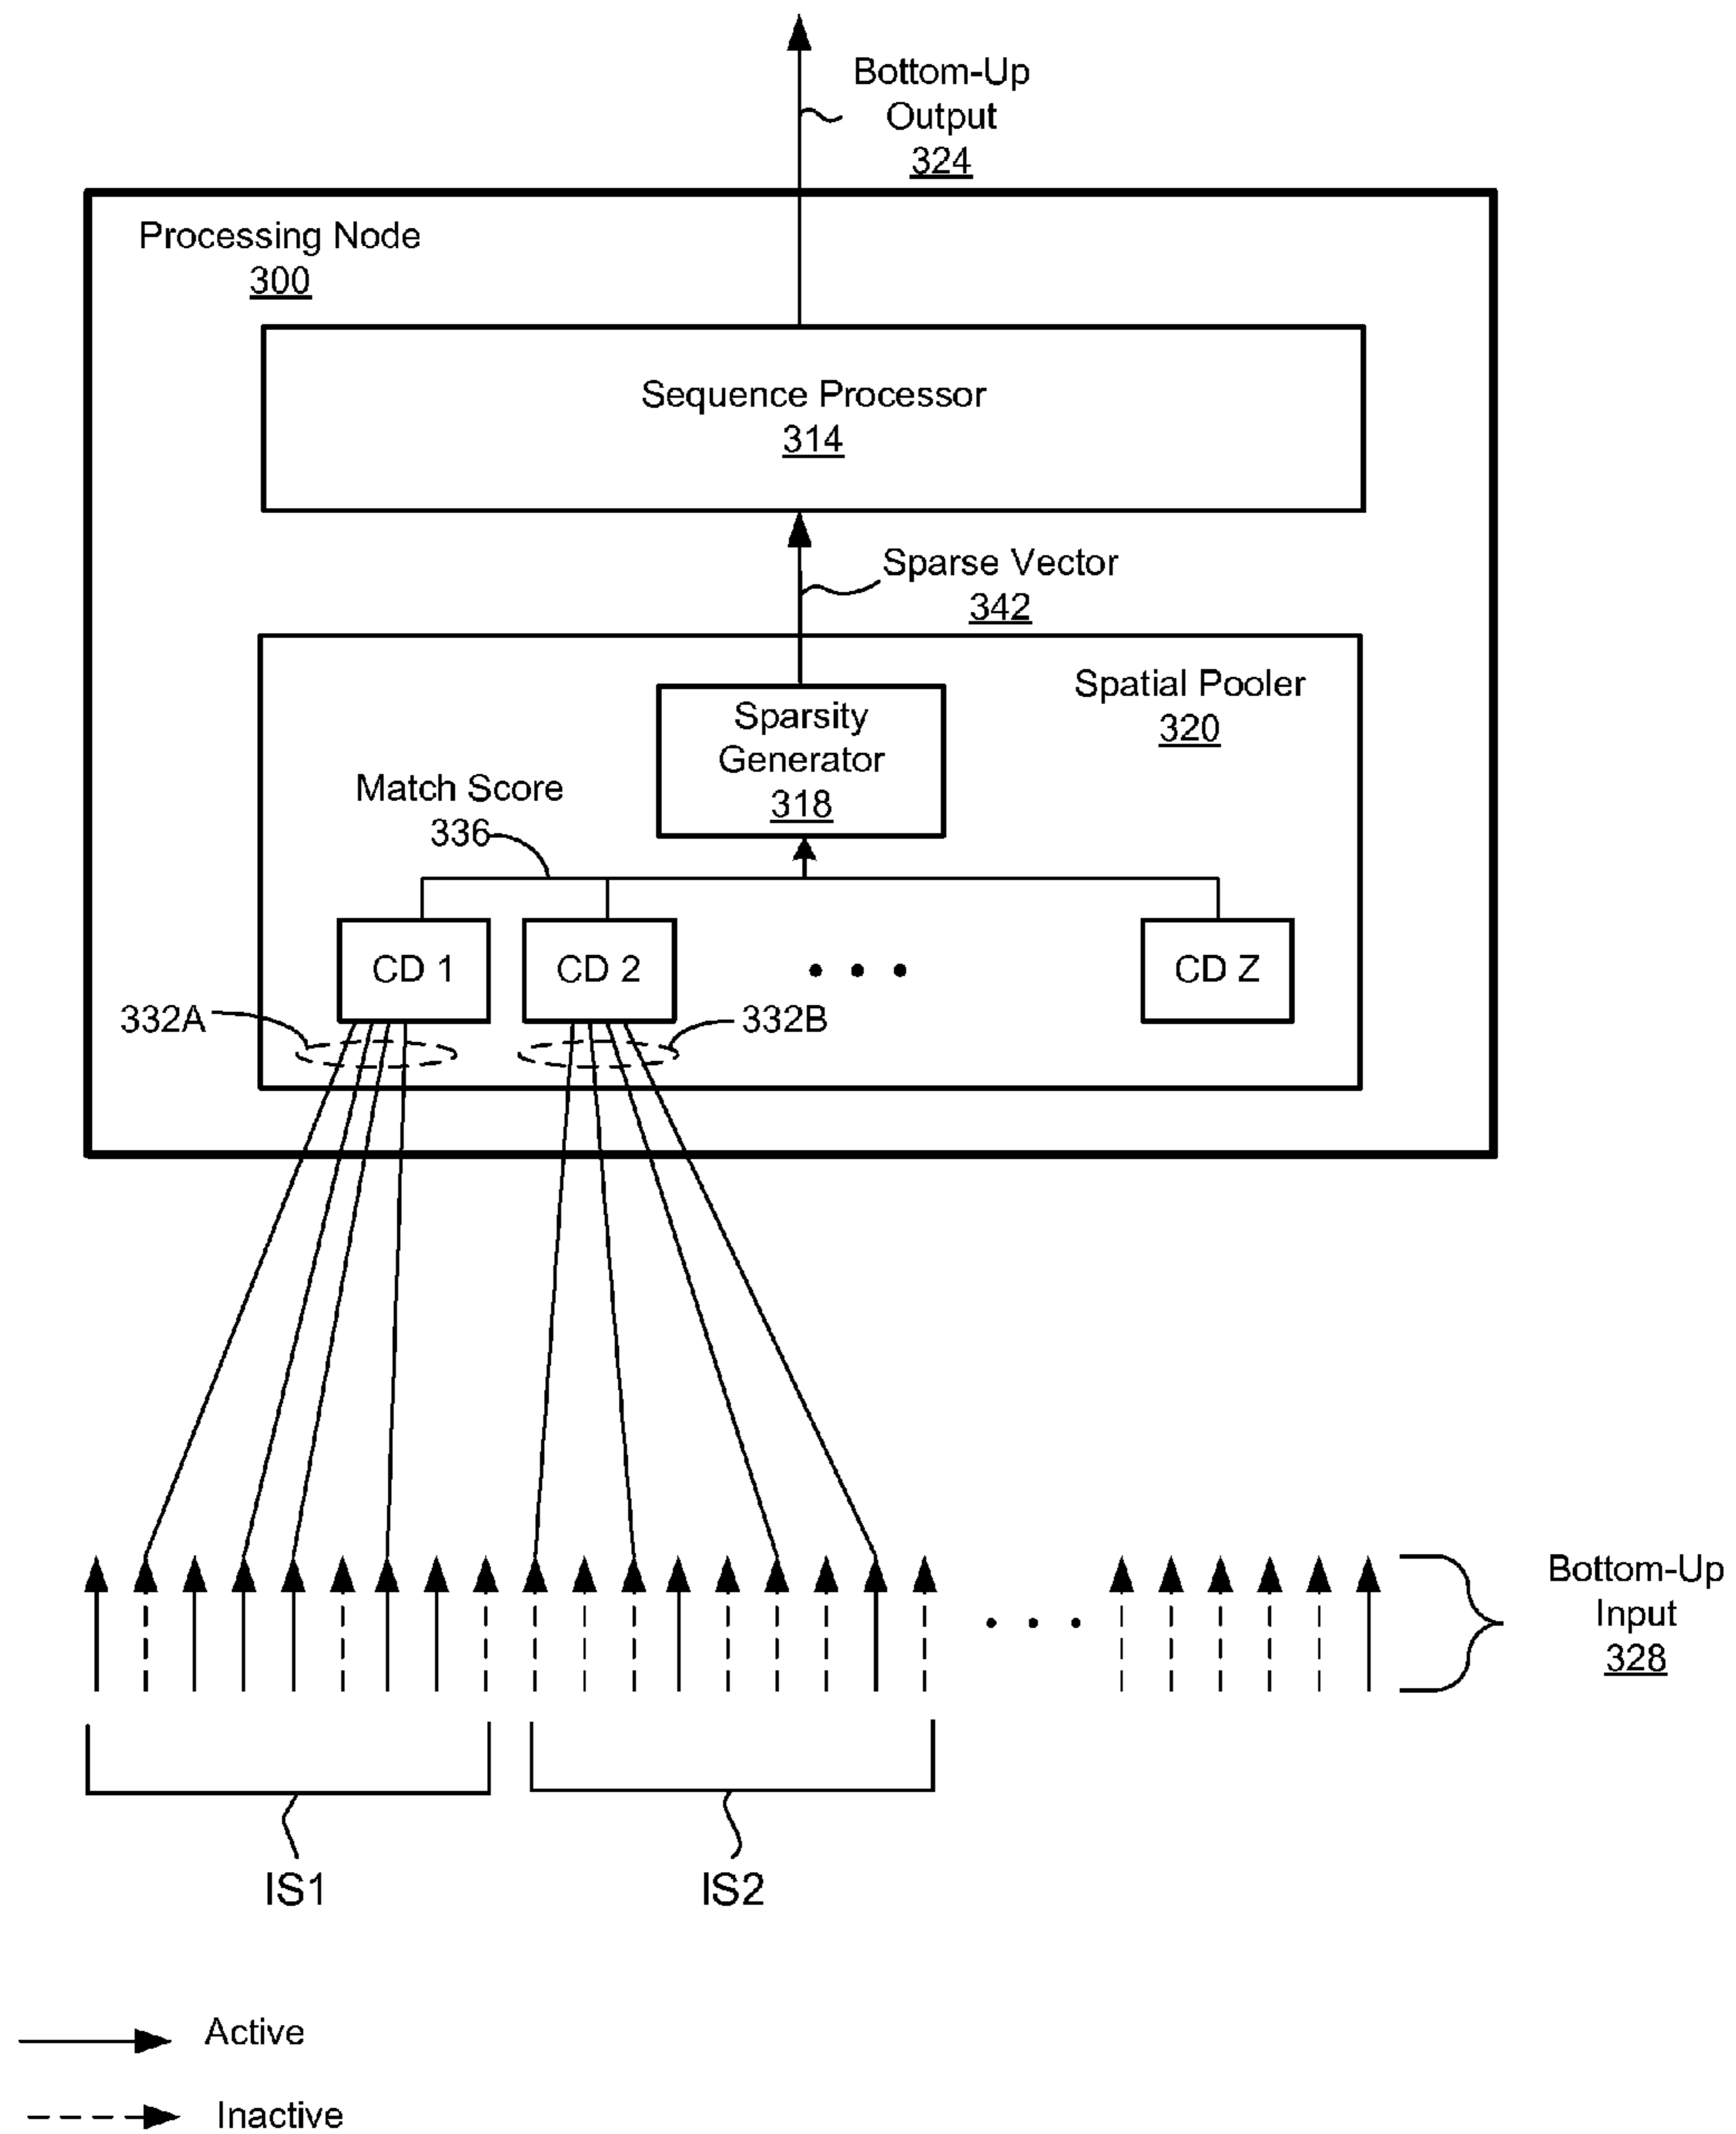 Bottom-Up
Output
324
Processing Node
300
Sequence Processor
314
Sparse Vector
342
Spatial Pooler
320
Sparsity
Generator
318
Match Score
336
CD 1
CD 2
CD Z
332A
332B
Bottom-Up
Input
328
IS1
IS2
Active
Inactive